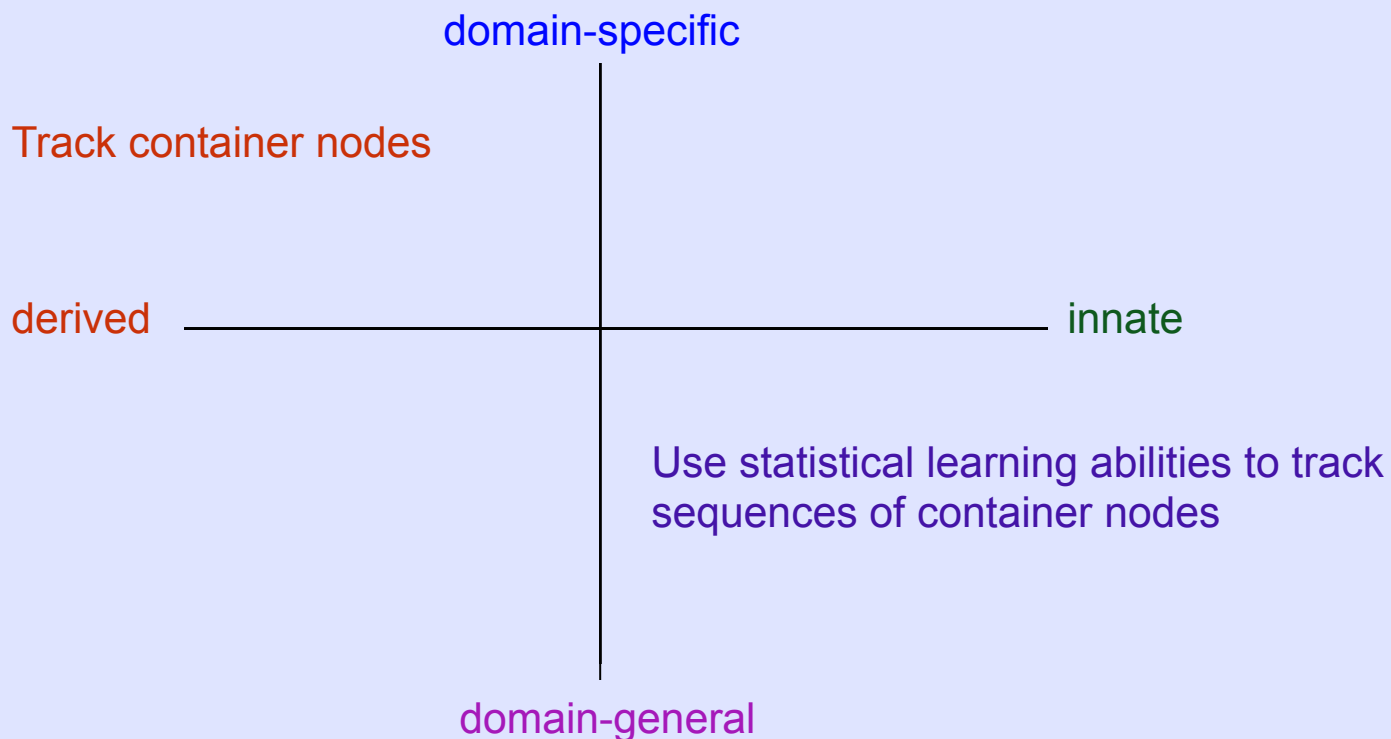 domain-specific
Track container nodes
derived
innate
Use statistical learning abilities to track
sequences of container nodes
domain-general